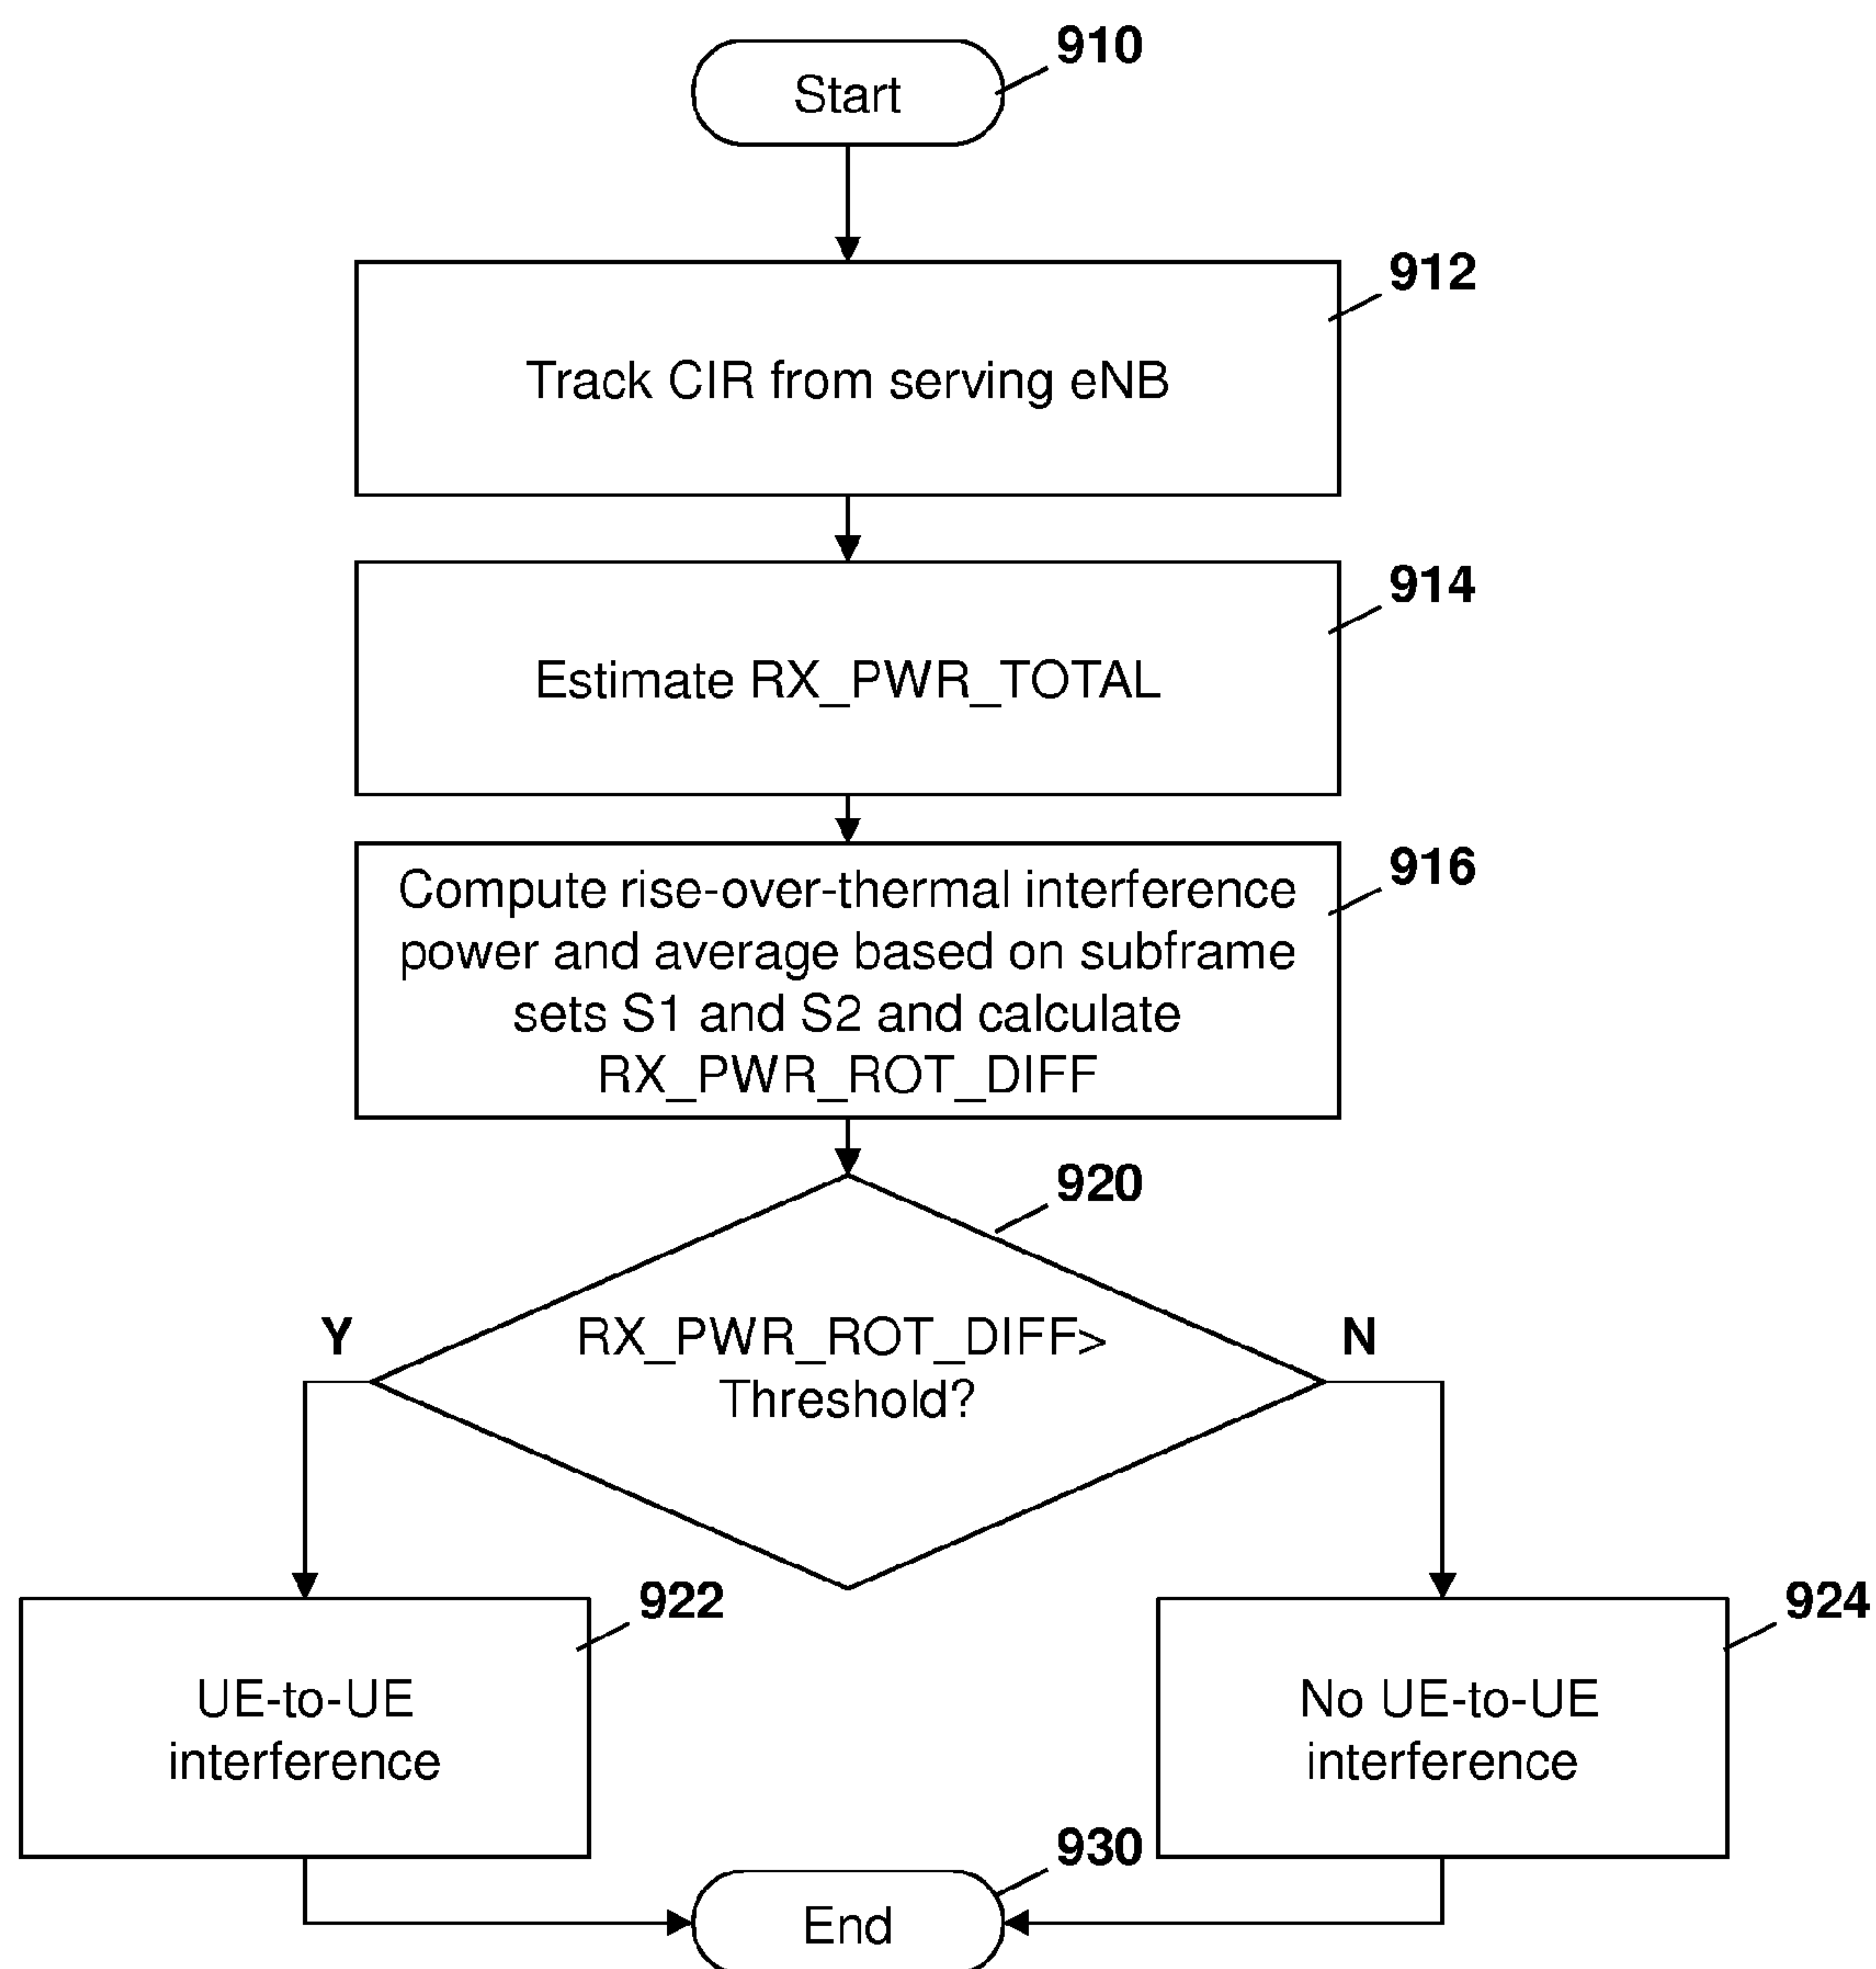 910
Start
912
Track CIR from serving eNB
914
Estimate RX_PWR_TOTAL
916
Compute rise-over-thermal interference
power and average based on subframe
sets S1 and S2 and calculate
RX_PWR_ROT_DIFF
920
Y
RX_PWR_ROT_DIFF>
Threshold?
N
922
UE-to-UE
interference
924
No UE-to-UE
interference
930
End